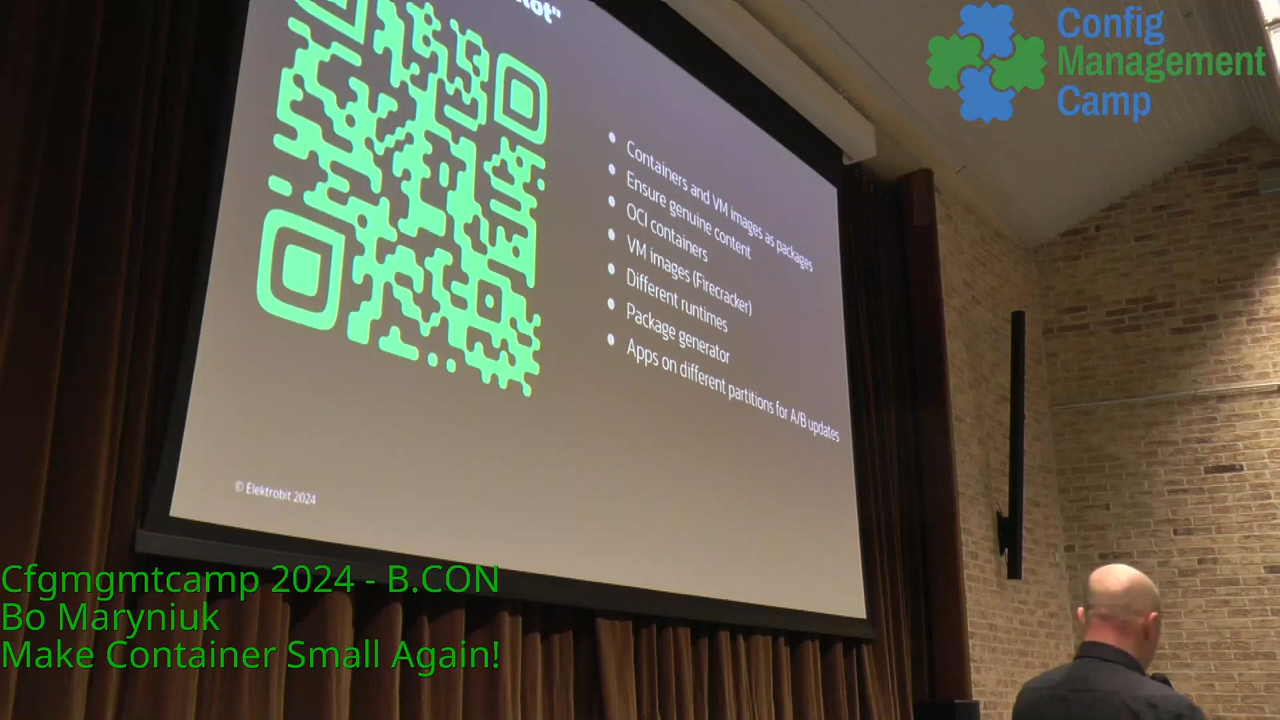 Config
Management
Camp
Containers and VM images as packages
Ensure genuine content
OCI containers
VM images (Firecracker)
Different runtimes
Package generator
Apps on different partitions for A/B updates
© Elektrobit 2024
Cfgmgmtcamp 2024 - B.CON
Bo Maryniuk
Make Container Small Again!